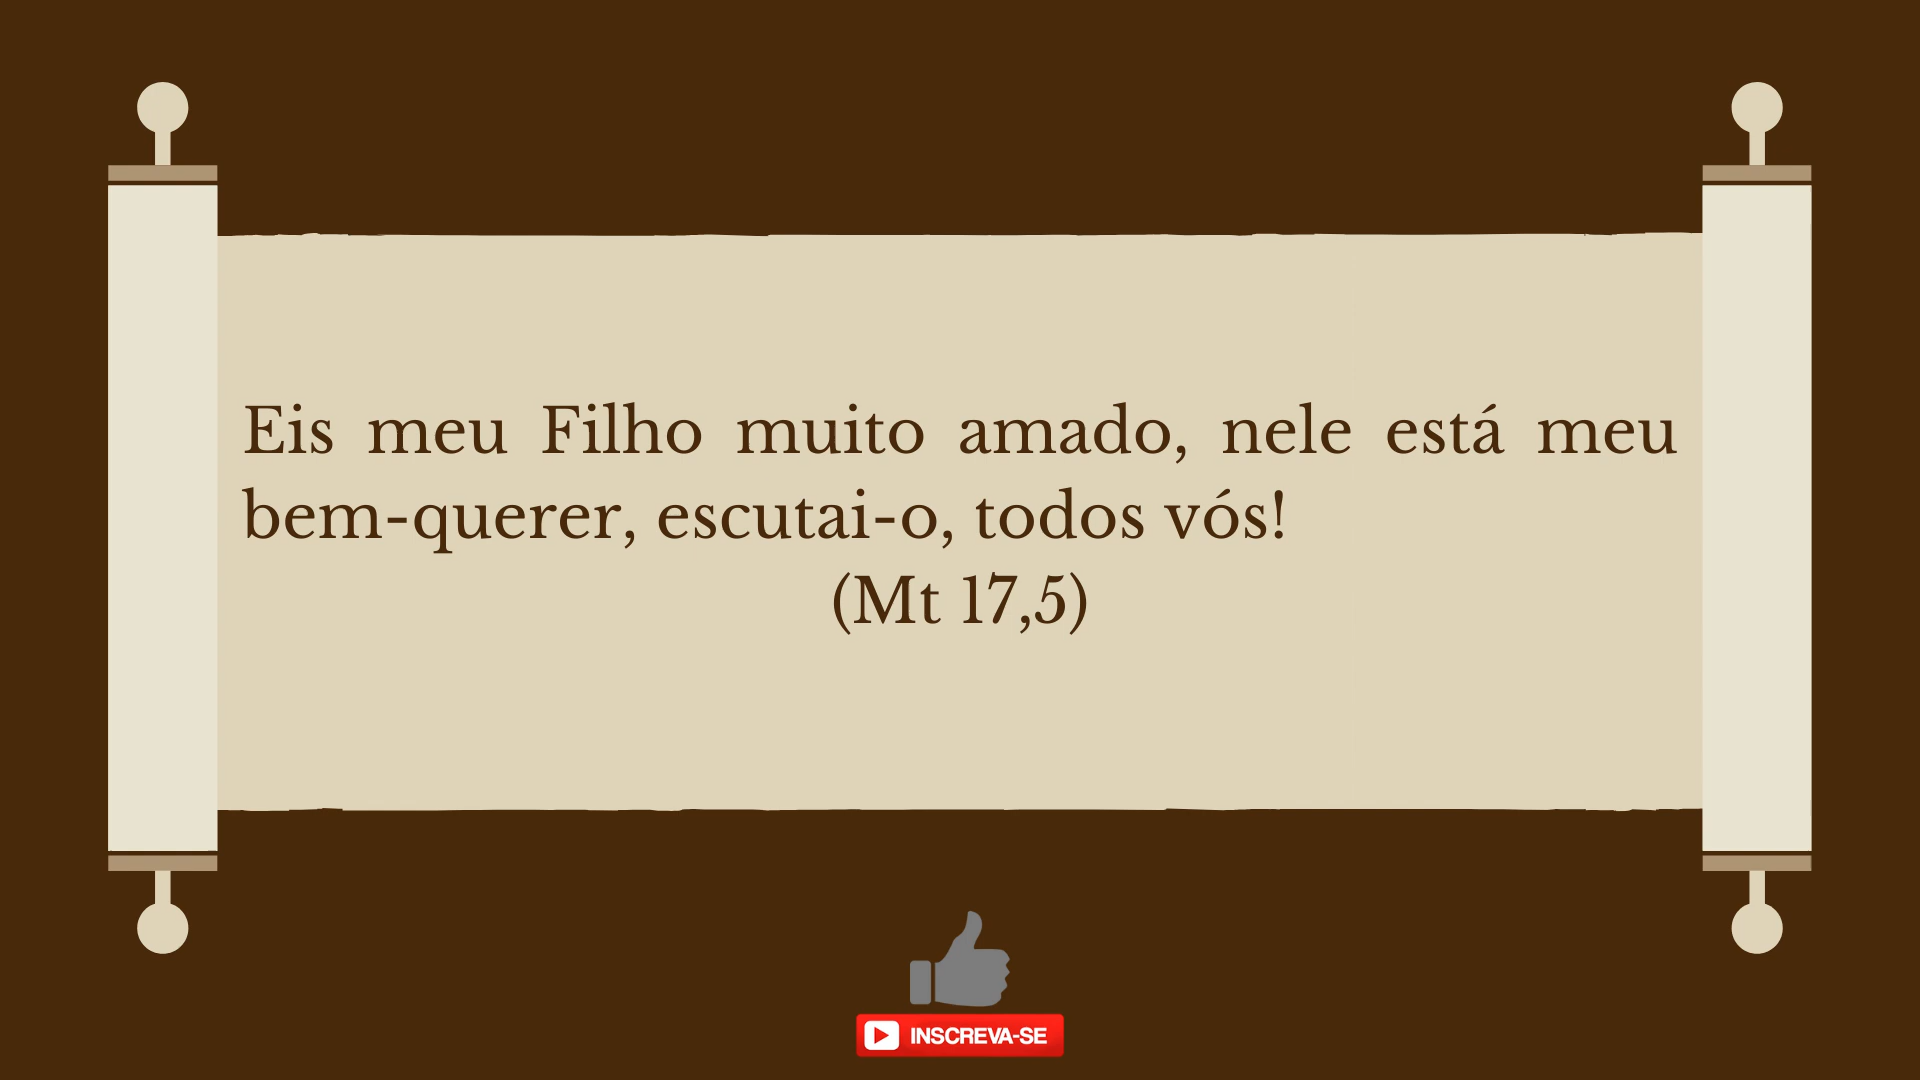 Eis meu Filho muito amado, nele está meu
bem-querer, escutai-o, todos vós!
(Mt 17,5)
INSCREVA-SE